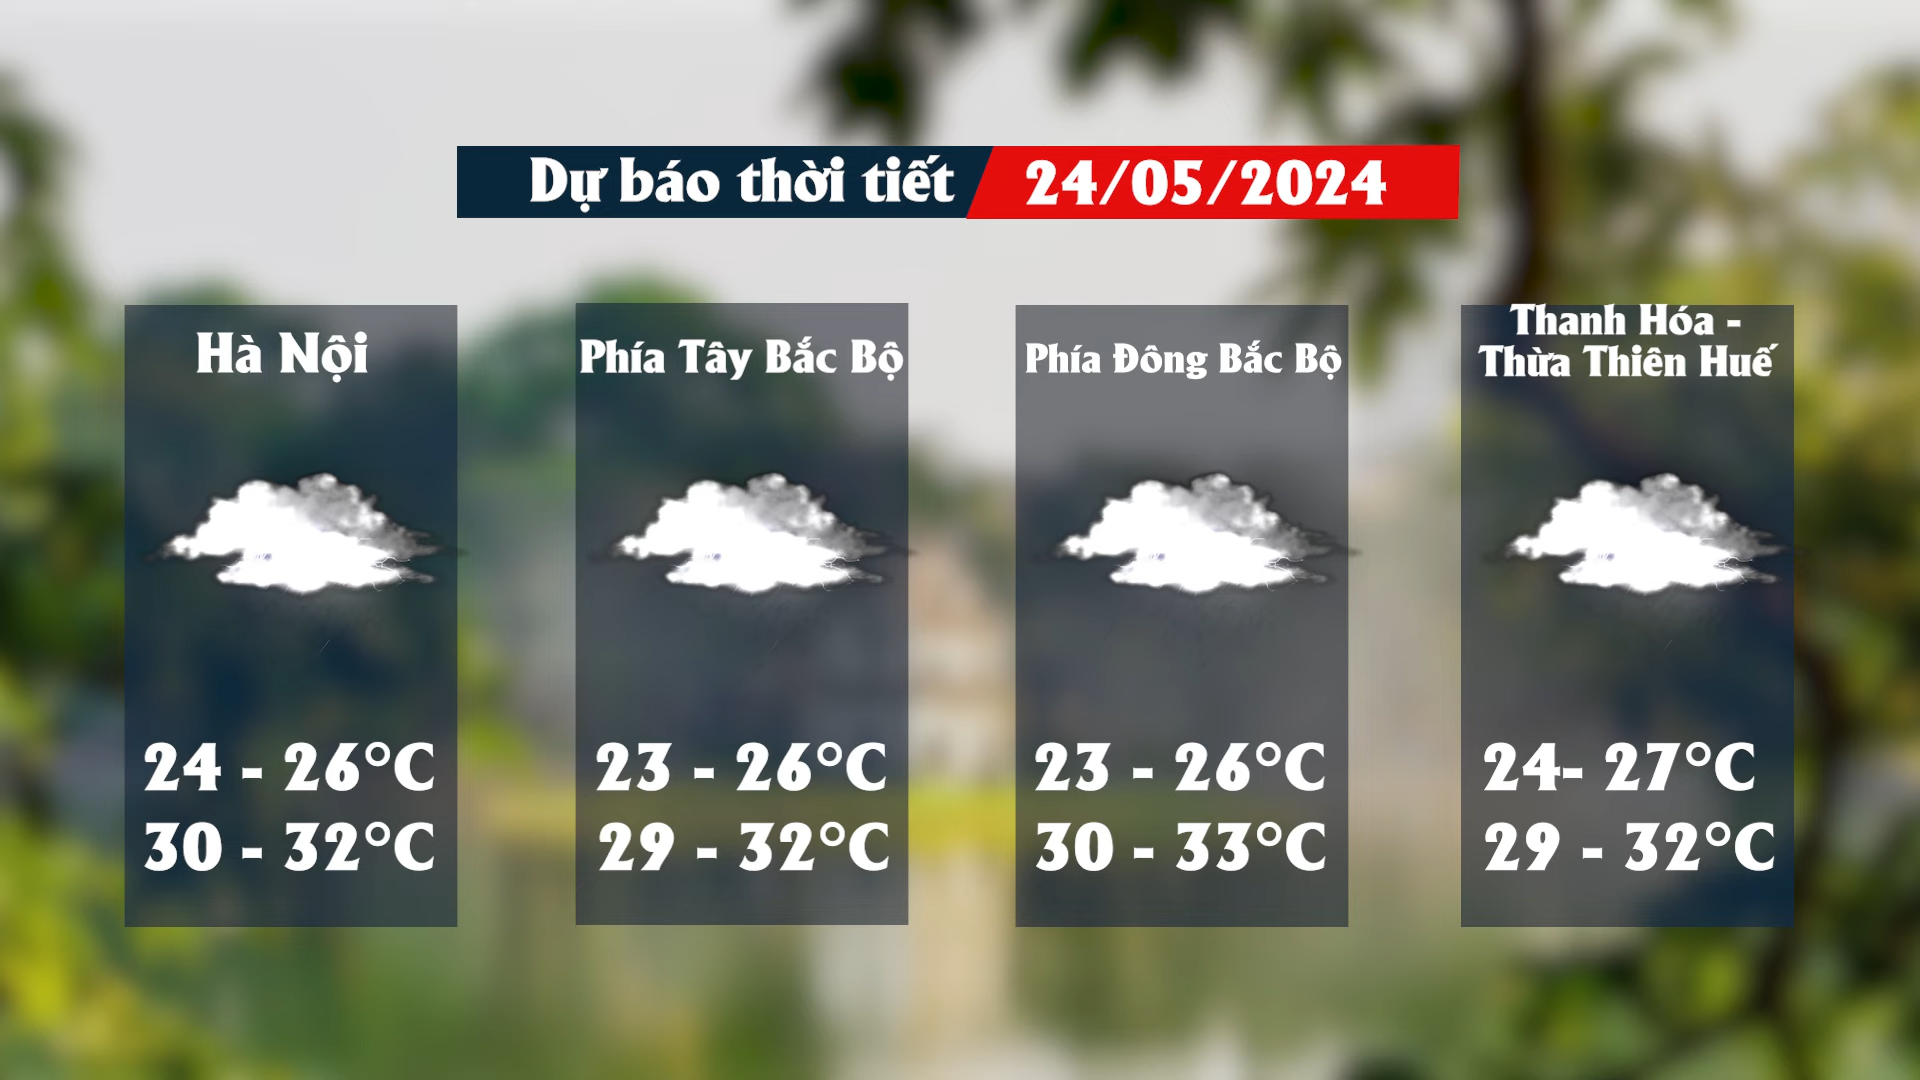 Dự báo thời tiết 24/05/2024
Hà Nội
24 - 26°C
30 - 32°C
Phía Tây Bắc Bộ
23 - 26°C
29 - 32°C
Phía Đông Bắc Bộ
23 - 26°C
30 - 33°C
Thanh Hóa -
Thừa Thiên Huế
24- 27°C
29 - 32°C